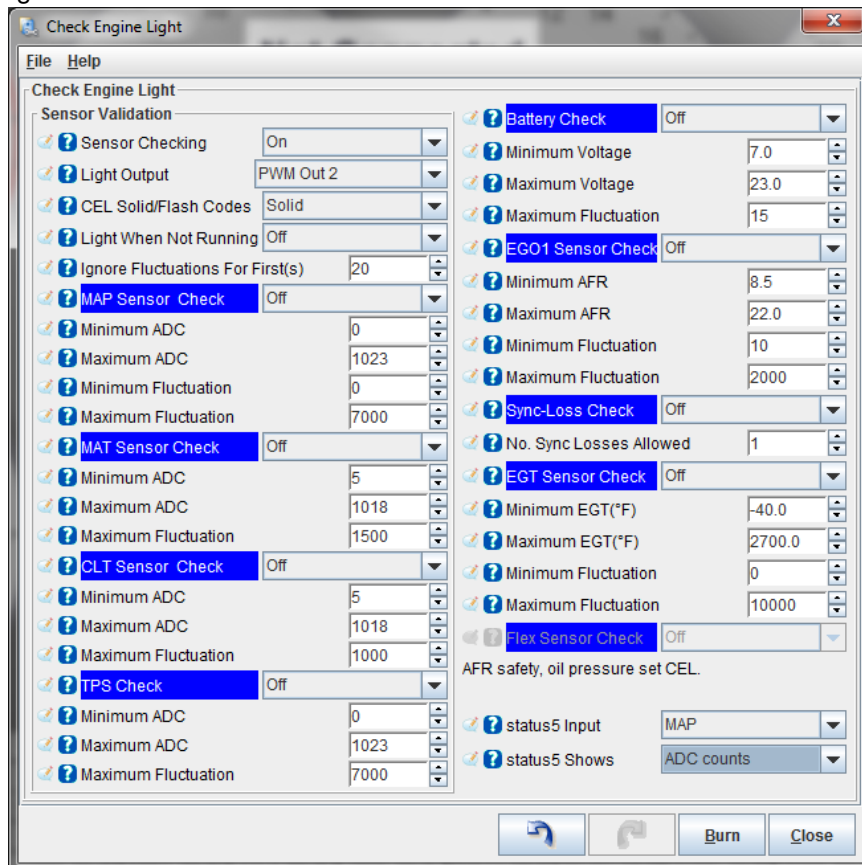 Check Engine Light
File Help
Check Engine Light
Sensor Validation
Sensor Checking On
Light Output PWM Out 2
CEL Solid/Flash Codes Solid
Light When Not Running Off
Ignore Fluctuations For First(s) 20
MAP Sensor Check Off
Minimum ADC 0
Maximum ADC 1023
Minimum Fluctuation 0
Maximum Fluctuation 7000
MAT Sensor Check Off
Minimum ADC 5
Maximum ADC 1018
Maximum Fluctuation 1500
CLT Sensor Check Off
Minimum ADC 5
Maximum ADC 1018
Maximum Fluctuation 1000
TPS Check Off
Minimum ADC 0
Maximum ADC 1023
Maximum Fluctuation 7000
Battery Check Off
Minimum Voltage 7.0
Maximum Voltage 23.0
Maximum Fluctuation 15
EGO1 Sensor Check Off
Minimum AFR 8.5
Maximum AFR 22.0
Minimum Fluctuation 10
Maximum Fluctuation 2000
Sync-Loss Check Off
No. Sync Losses Allowed 1
EGT Sensor Check Off
Minimum EGT(°F) -40.0
Maximum EGT(°F) 2700.0
Minimum Fluctuation 0
Maximum Fluctuation 10000
Flex Sensor Check Off
AFR safety, oil pressure set CEL.
status5 Input MAP
status5 Shows ADC counts
Burn Close